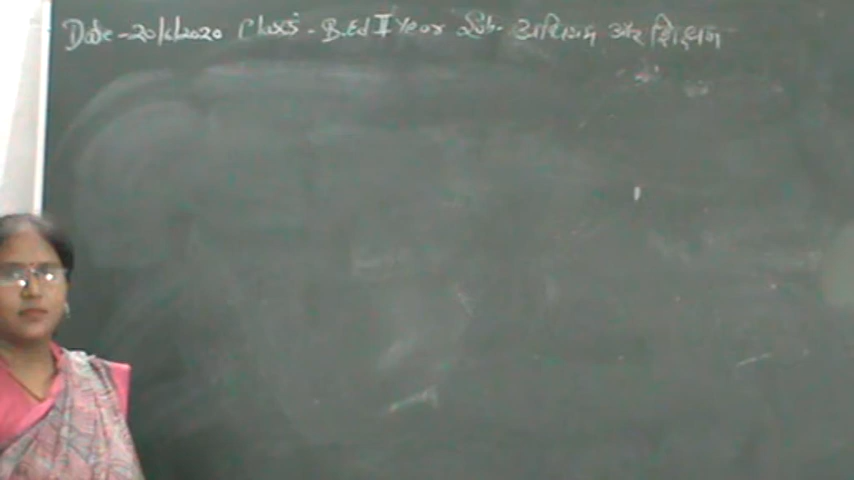 Date - 20/6/2020 Class - B.Ed II Year Sub - अधिगम और शिक्षण